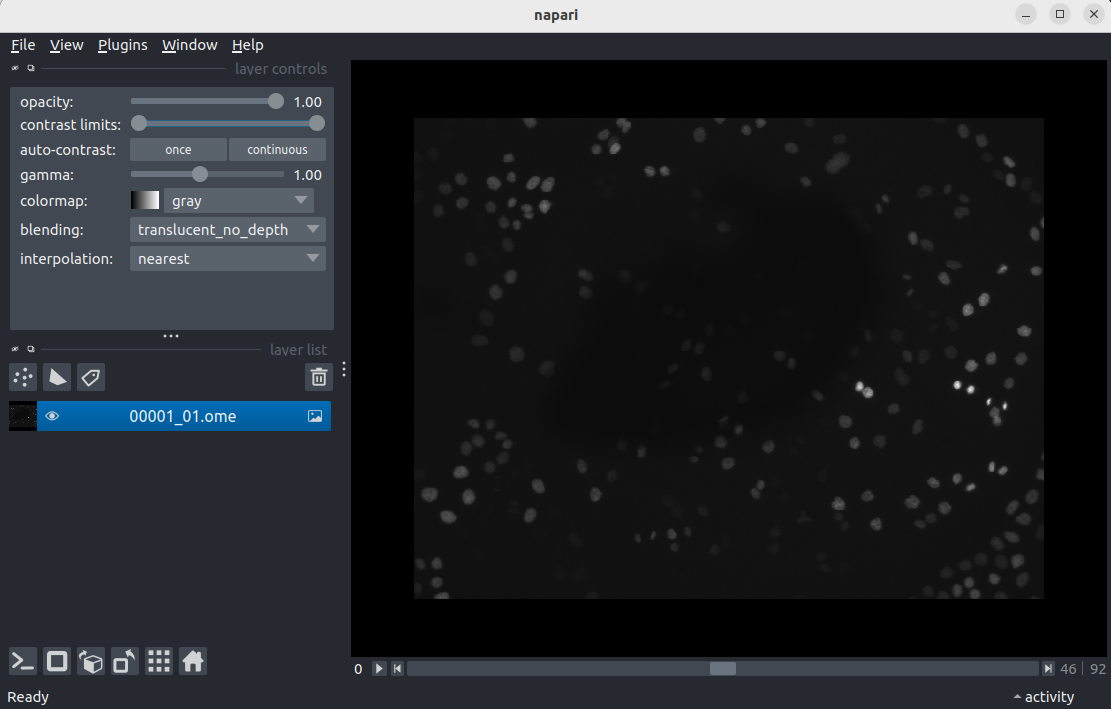 napari
File View Plugins Window Help
layer controls
opacity: 1.00
contrast limits:
auto-contrast: once continuous
gamma: 1.00
colormap: gray
blending: translucent_no_depth
interpolation: nearest
layer list
00001_01.ome
0 46 92
Ready activity